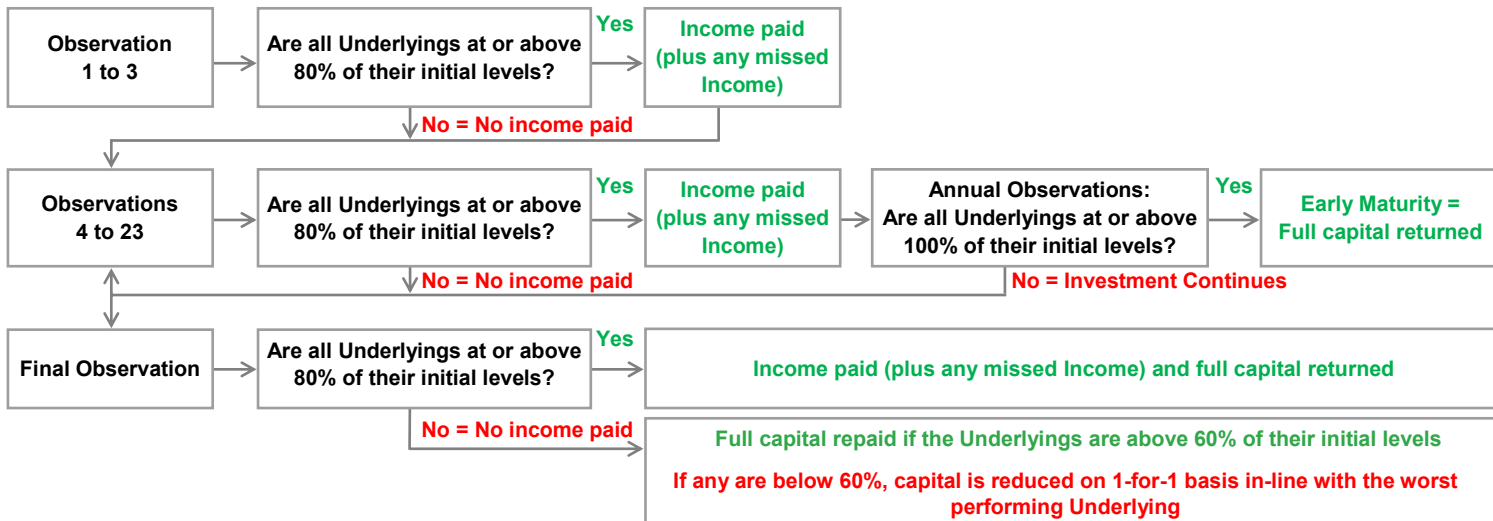 Observation
1 to 3
Are all Underlyings at or above
80% of their initial levels?
Yes
Income paid
(plus any missed
Income)
No = No income paid
Observations
4 to 23
Are all Underlyings at or above
80% of their initial levels?
Yes
Income paid
(plus any missed
Income)
Annual Observations:
Are all Underlyings at or above
100% of their initial levels?
Yes
Early Maturity =
Full capital returned
No = No income paid
No = Investment Continues
Final Observation
Are all Underlyings at or above
80% of their initial levels?
Yes
Income paid (plus any missed Income) and full capital returned
No = No income paid
Full capital repaid if the Underlyings are above 60% of their initial levels
If any are below 60%, capital is reduced on 1-for-1 basis in-line with the worst
performing Underlying